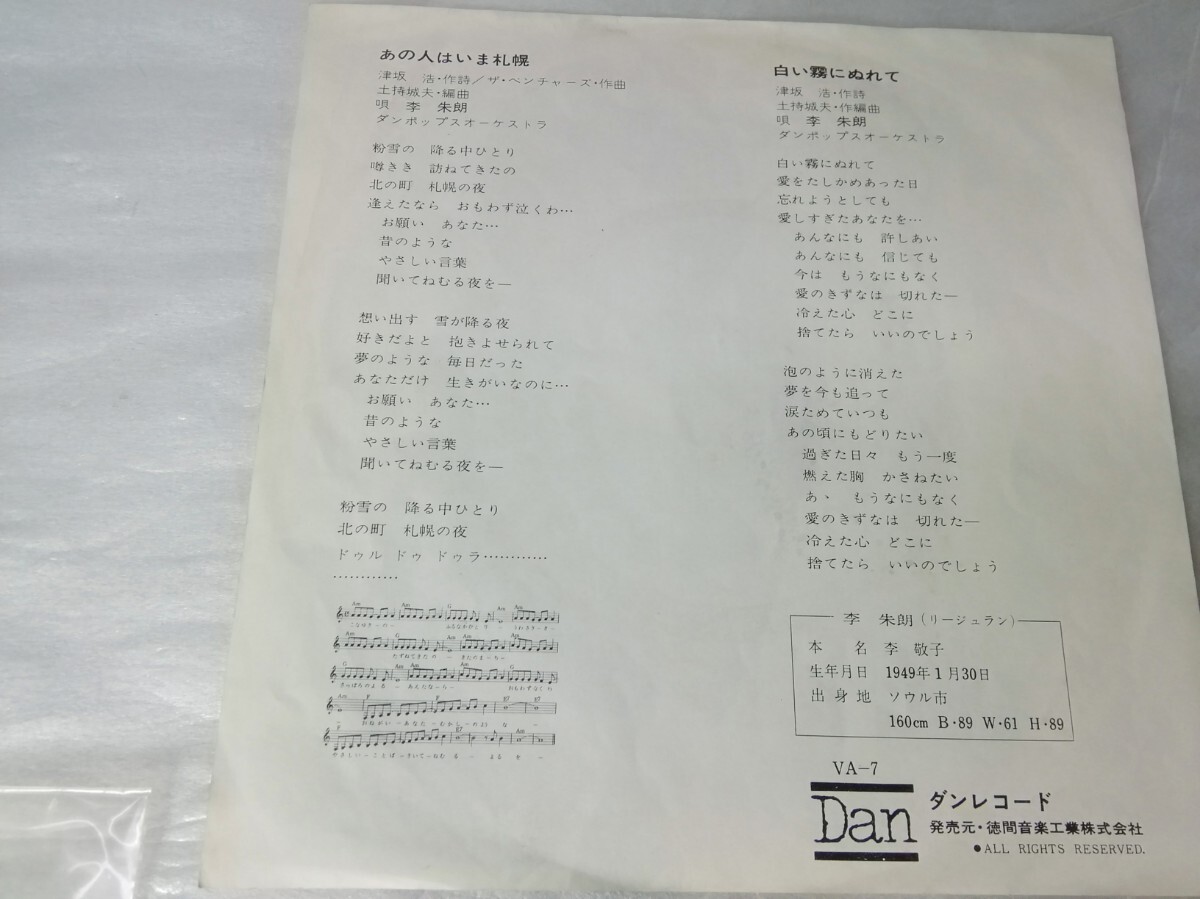 あの人はいま札幌
津坂 浩・作詩/ザ・ベンチャーズ・作曲
土持城夫・編曲
唄 李 朱朗
ダンポップスオーケストラ
粉雪の 降る中ひとり
噂きき 訪ねてきたの
北の町 札幌の夜
逢えたなら おもわず泣くわ…
お願い あなた…
昔のような
やさしい言葉
聞いてねむる夜を―
想い出す 雪が降る夜
好きだよと 抱きよせられて
夢のような 毎日だった
あなただけ 生きがいなのに…
お願い あなた…
昔のような
やさしい言葉
聞いてねむる夜を―
粉雪の 降る中ひとり
北の町 札幌の夜
ドゥル ドゥ ドゥラ…………
…………
白い霧にぬれて
津坂 浩・作詩
土持城夫・作編曲
唄 李 朱朗
ダンポップスオーケストラ
白い霧にぬれて
愛をたしかめあった日
忘れようとしても
愛しすぎたあなたを…
あんなにも 許しあい
あんなにも 信じても
今は もうなにもなく
愛のきずなは 切れた―
冷えた心 どこに
捨てたら いいのでしょう
泡のように消えた
夢を今も追って
涙ためていつも
あの頃にもどりたい
過ぎた日々 もう一度
燃えた胸 かさねたい
あゝ もうなにもなく
愛のきずなは 切れた―
冷えた心 どこに
捨てたら いいのでしょう
李 朱朗(リージュラン)
本 名 李 敬子
生年月日 1949年1月30日
出身地 ソウル市
160cm B・89 W・61 H・89
VA-7
Dan
ダンレコード
発売元・徳間音楽工業株式会社
●ALL RIGHTS RESERVED.